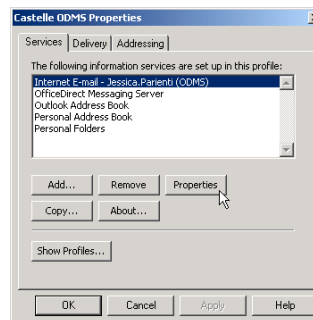 Castelle ODMS Properties
Services Delivery Addressing
The following information services are set up in this profile:
Internet E-mail - Jessica.Parienti (ODMS)
OfficeDirect Messaging Server
Outlook Address Book
Personal Address Book
Personal Folders
Add... Remove Properties
Copy... About...
Show Profiles...
OK Cancel Apply Help